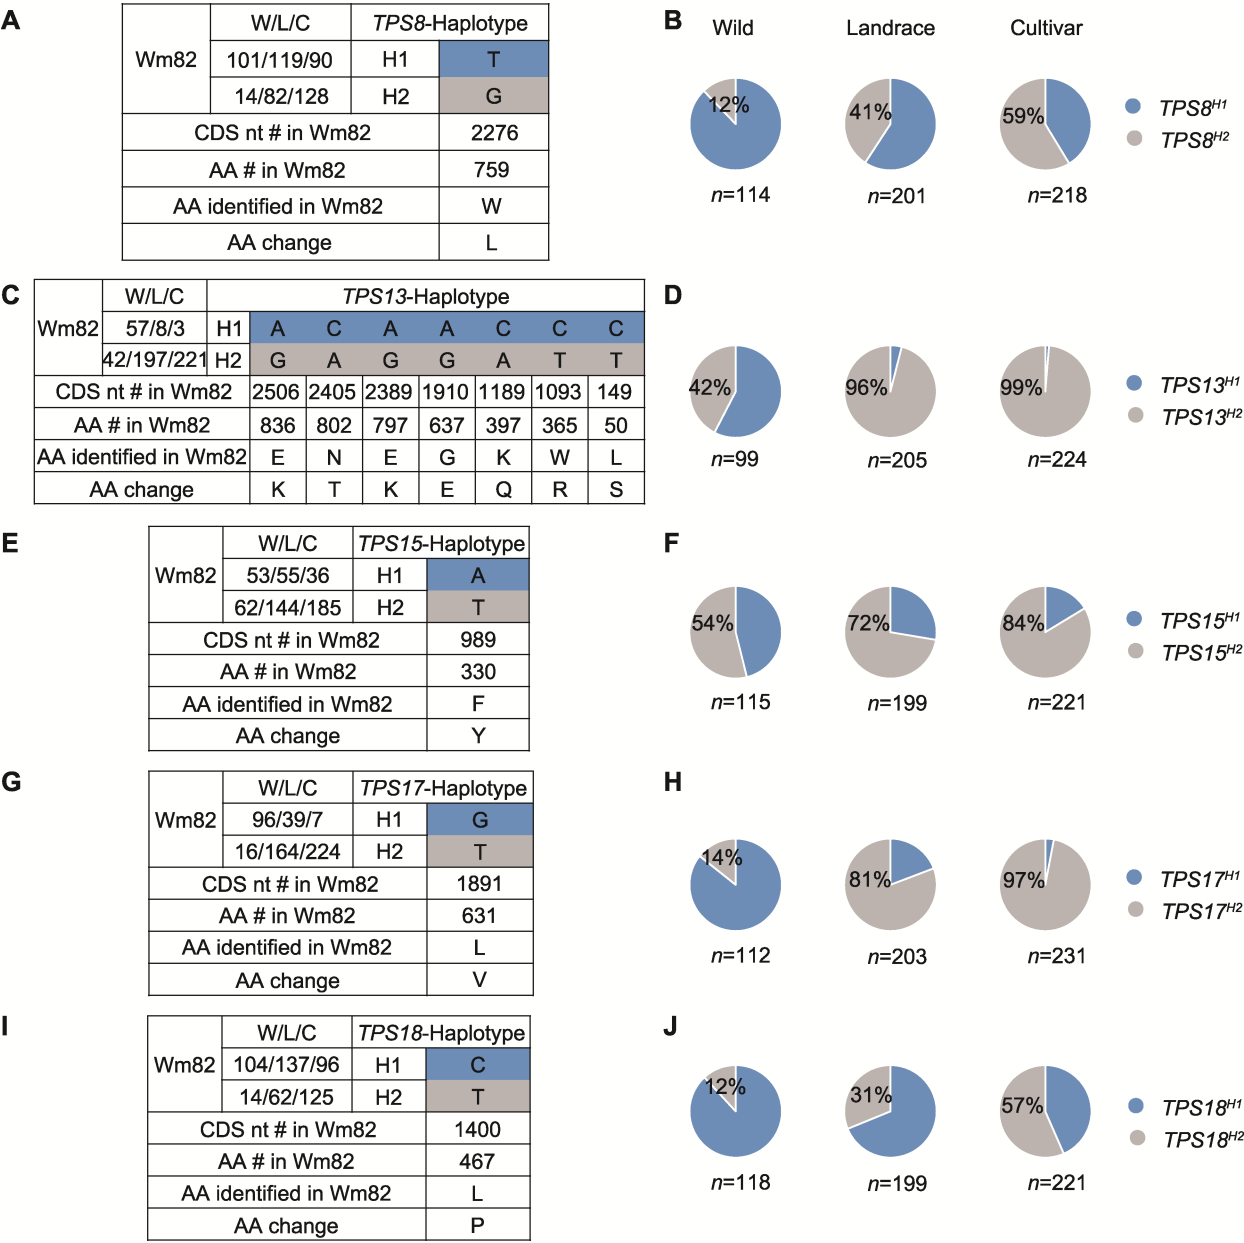 A
W/L/C TPS8-Haplotype
Wm82 101/119/90 H1 T
14/82/128 H2 G
CDS nt # in Wm82 2276
AA # in Wm82 759
AA identified in Wm82 W
AA change L
B
Wild Landrace Cultivar
12% 41% 59%
TPS8H1
TPS8H2
n=114 n=201 n=218
C
W/L/C TPS13-Haplotype
Wm82 57/8/3 H1 A C A A C C C
42/197/221 H2 G A G G A T T
CDS nt # in Wm82 2506 2405 2389 1910 1189 1093 149
AA # in Wm82 836 802 797 637 397 365 50
AA identified in Wm82 E N E G K W L
AA change K T K E Q R S
D
42% 96% 99%
TPS13H1
TPS13H2
n=99 n=205 n=224
E
W/L/C TPS15-Haplotype
Wm82 53/55/36 H1 A
62/144/185 H2 T
CDS nt # in Wm82 989
AA # in Wm82 330
AA identified in Wm82 F
AA change Y
F
54% 72% 84%
TPS15H1
TPS15H2
n=115 n=199 n=221
G
W/L/C TPS17-Haplotype
Wm82 96/39/7 H1 G
16/164/224 H2 T
CDS nt # in Wm82 1891
AA # in Wm82 631
AA identified in Wm82 L
AA change V
H
14% 81% 97%
TPS17H1
TPS17H2
n=112 n=203 n=231
I
W/L/C TPS18-Haplotype
Wm82 104/137/96 H1 C
14/62/125 H2 T
CDS nt # in Wm82 1400
AA # in Wm82 467
AA identified in Wm82 L
AA change P
J
12% 31% 57%
TPS18H1
TPS18H2
n=118 n=199 n=221